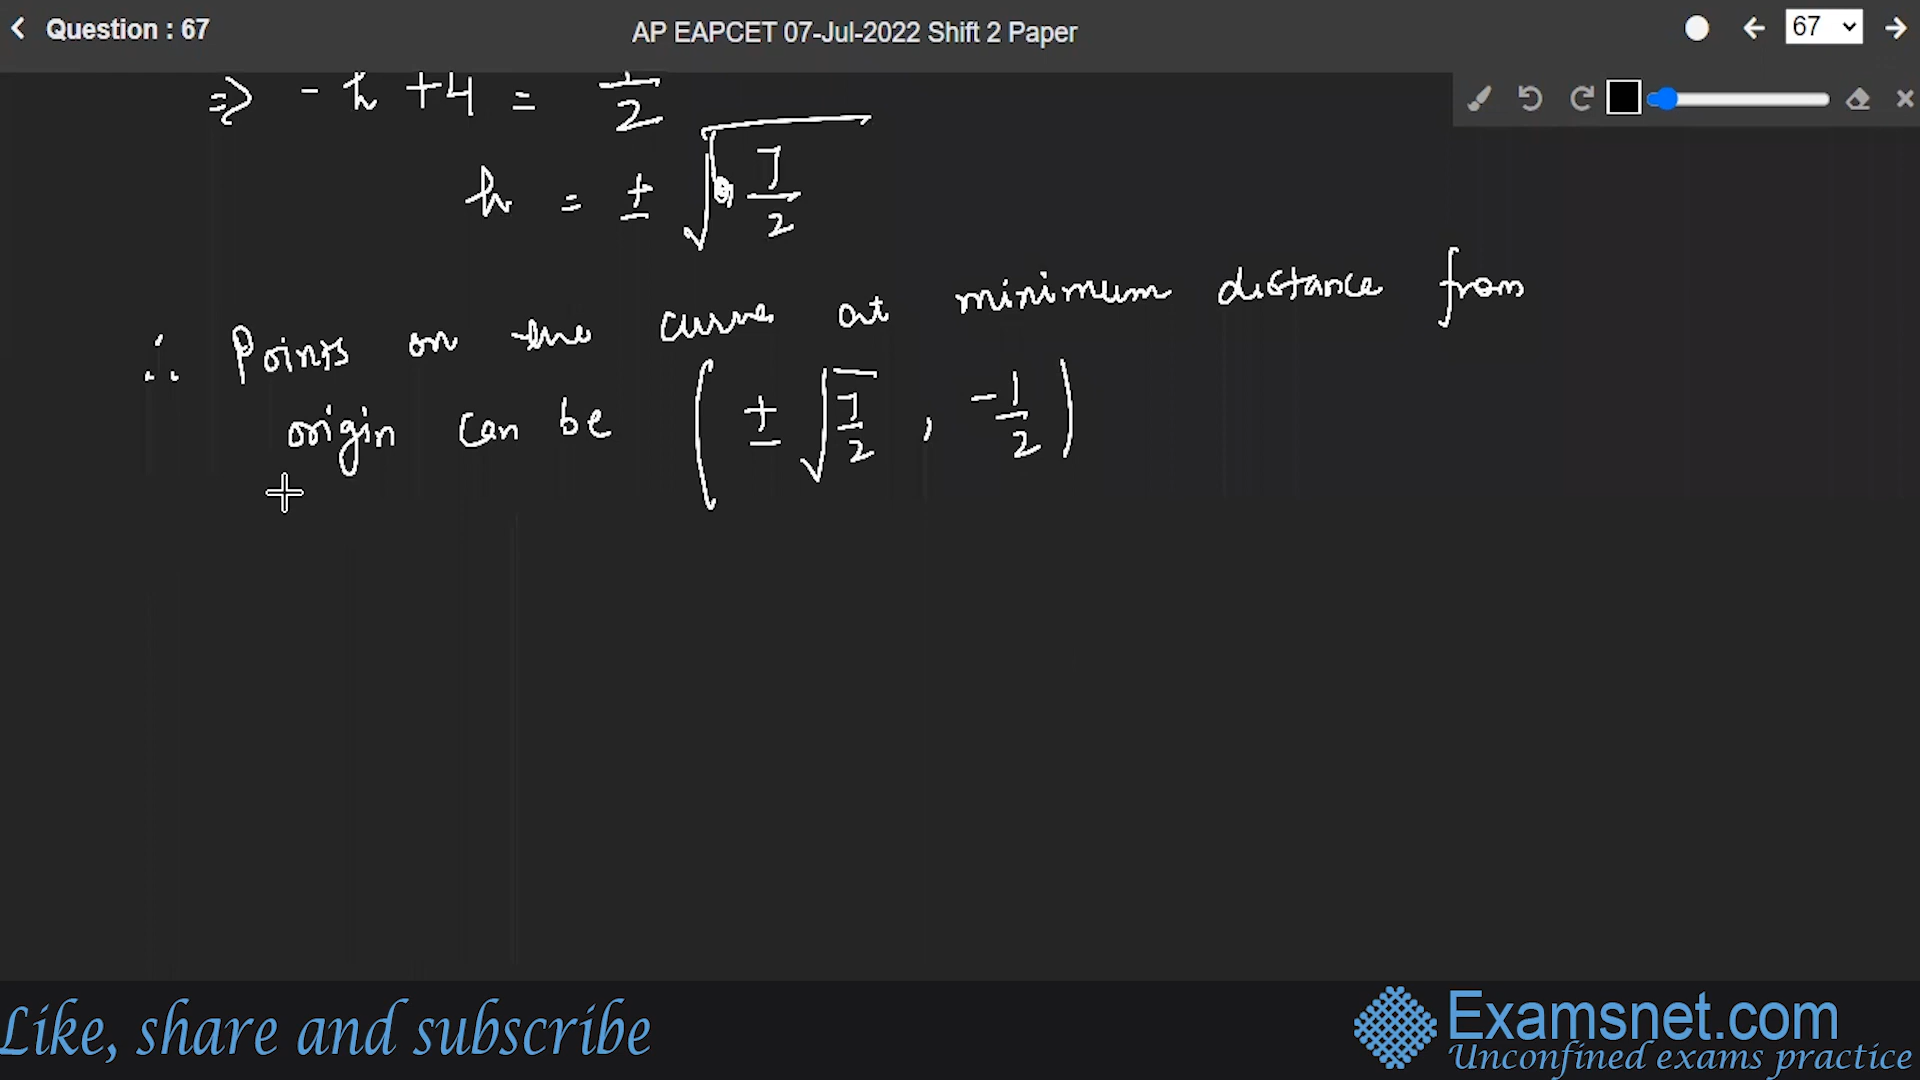 Question : 67
AP EAPCET 07-Jul-2022 Shift 2 Paper
67
⇒ - h + 4 = 1/2
h = ± √7/2
∴ Points on the curve at minimum distance from
origin can be ( ± √7/2 , -1/2 )
Like, share and subscribe
Examsnet.com
Unconfined exams practice